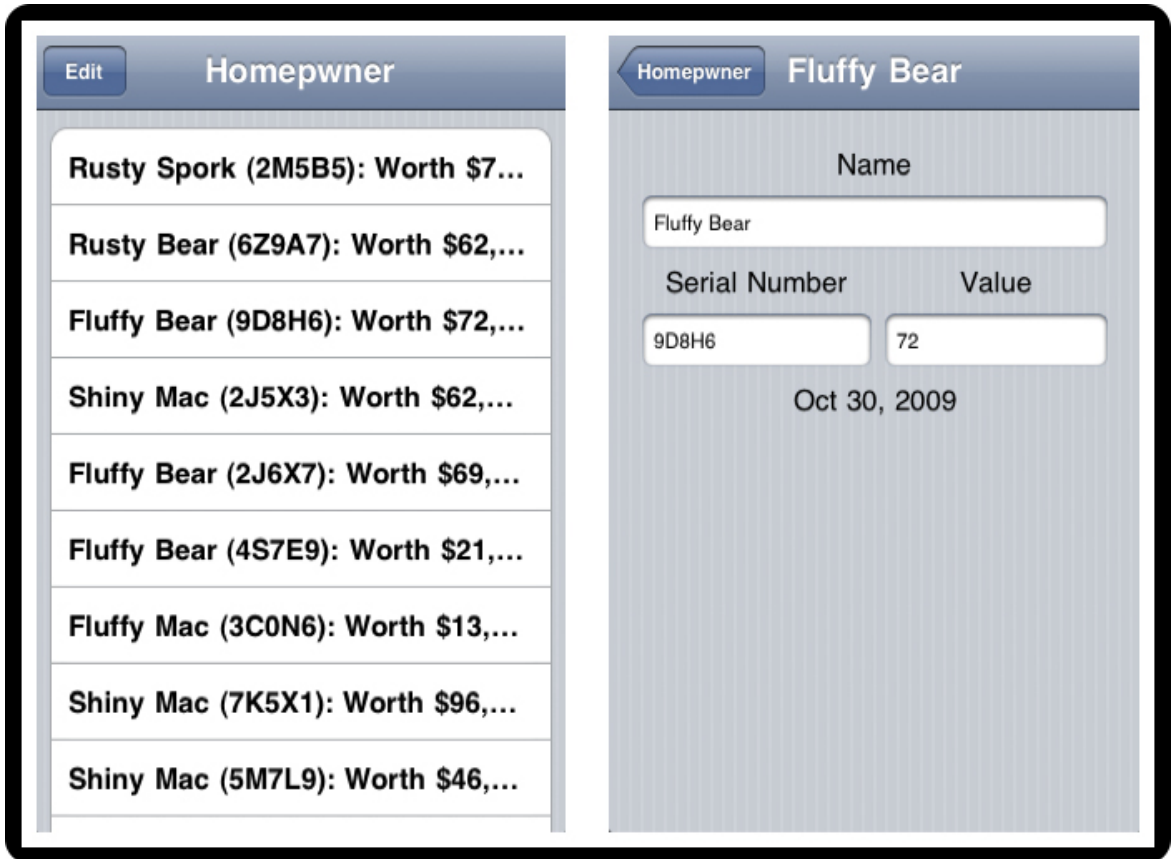 Edit
Homepwner
Rusty Spork (2M5B5): Worth $7...
Rusty Bear (6Z9A7): Worth $62,...
Fluffy Bear (9D8H6): Worth $72,...
Shiny Mac (2J5X3): Worth $62,...
Fluffy Bear (2J6X7): Worth $69,...
Fluffy Bear (4S7E9): Worth $21,...
Fluffy Mac (3C0N6): Worth $13,...
Shiny Mac (7K5X1): Worth $96,...
Shiny Mac (5M7L9): Worth $46,...
Homepwner
Fluffy Bear
Name
Fluffy Bear
Serial Number
Value
9D8H6
72
Oct 30, 2009